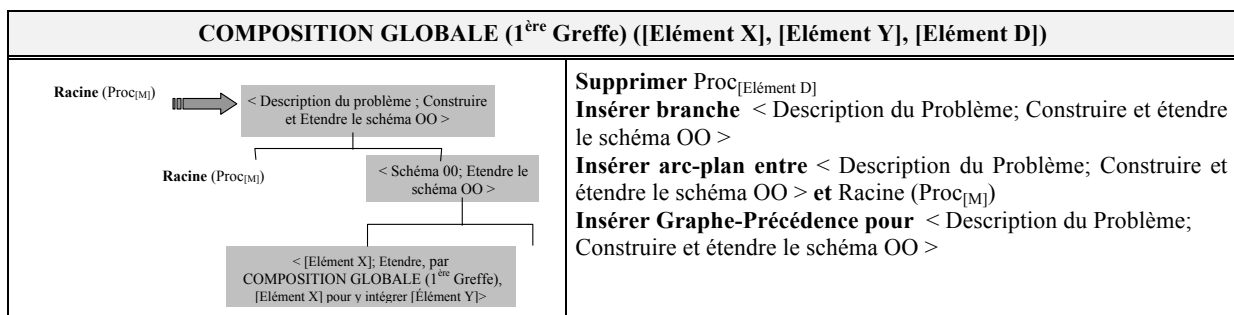 COMPOSITION GLOBALE (1ère Greffe) ([Elément X], [Elément Y], [Elément D])
Racine (Proc[M])
< Description du problème ; Construire
et Etendre le schéma OO >
Racine (Proc[M])
< Schéma 00; Etendre le
schéma OO >
< [Elément X]; Etendre, par
COMPOSITION GLOBALE (1ère Greffe),
[Elément X] pour y intégrer [Élément Y]>
Supprimer Proc[Elément D]
Insérer branche < Description du Problème; Construire et étendre
le schéma OO >
Insérer arc-plan entre < Description du Problème; Construire et
étendre le schéma OO > et Racine (Proc[M])
Insérer Graphe-Précédence pour < Description du Problème;
Construire et étendre le schéma OO >